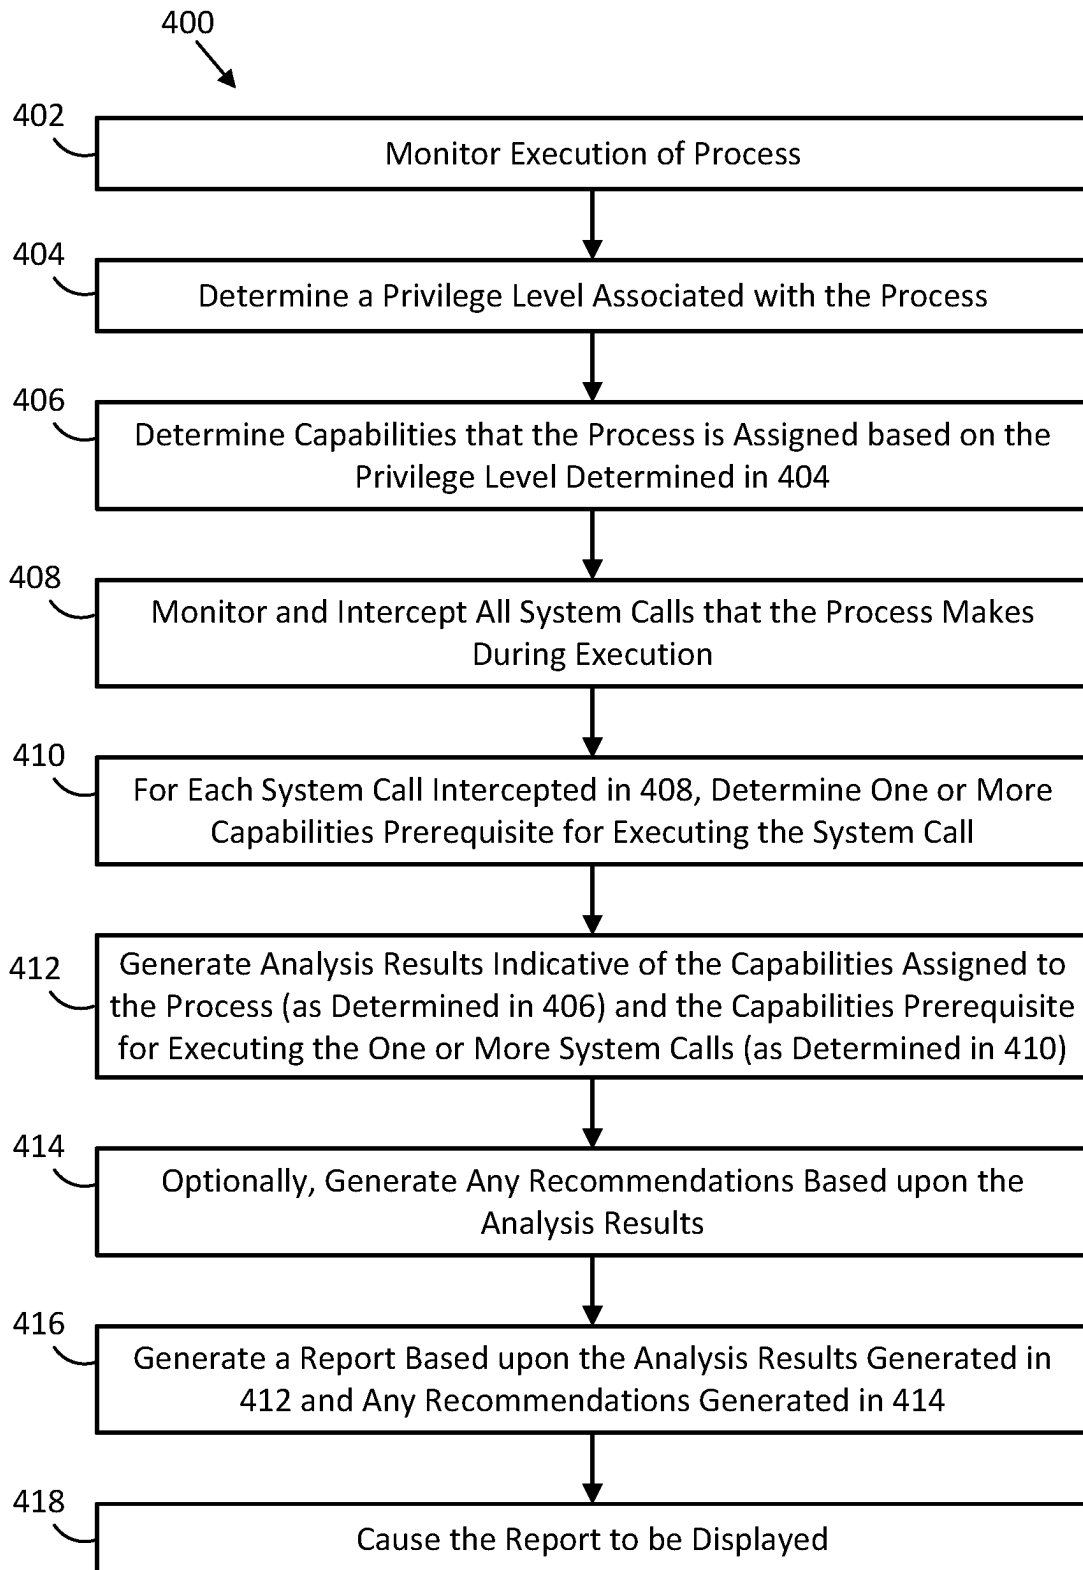 400
402
Monitor Execution of Process
404
Determine a Privilege Level Associated with the Process
406
Determine Capabilities that the Process is Assigned based on the
Privilege Level Determined in 404
408
Monitor and Intercept All System Calls that the Process Makes
During Execution
410
For Each System Call Intercepted in 408, Determine One or More
Capabilities Prerequisite for Executing the System Call
412
Generate Analysis Results Indicative of the Capabilities Assigned to
the Process (as Determined in 406) and the Capabilities Prerequisite
for Executing the One or More System Calls (as Determined in 410)
414
Optionally, Generate Any Recommendations Based upon the
Analysis Results
416
Generate a Report Based upon the Analysis Results Generated in
412 and Any Recommendations Generated in 414
418
Cause the Report to be Displayed